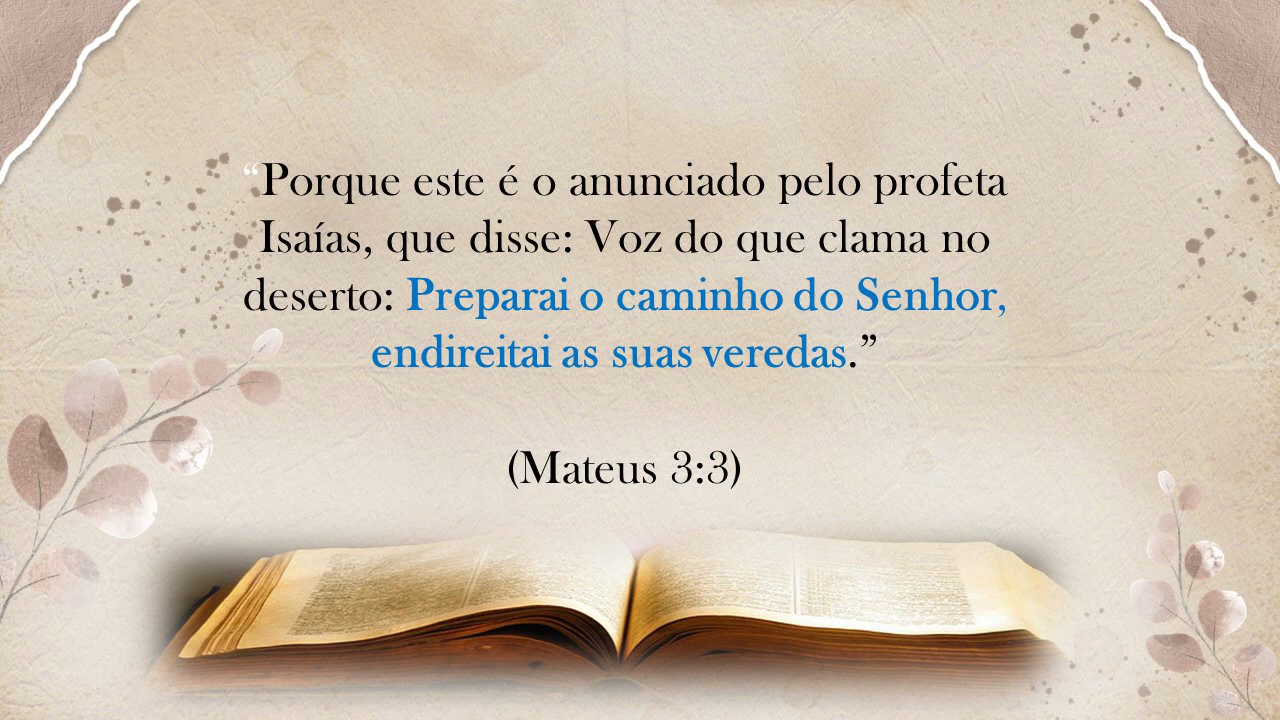 “Porque este é o anunciado pelo profeta
Isaías, que disse: Voz do que clama no
deserto: Preparai o caminho do Senhor,
endireitai as suas veredas.”
(Mateus 3:3)